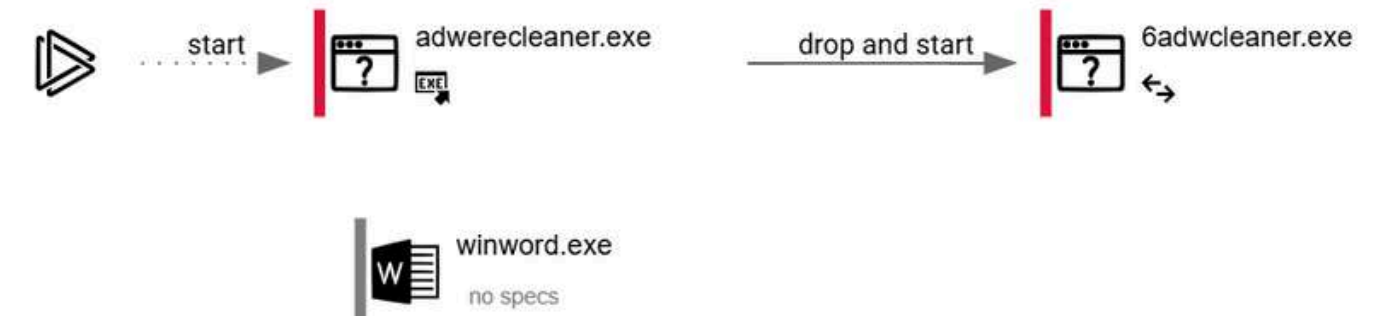 start
adwerecleaner.exe
EXE
drop and start
6adwcleaner.exe
winword.exe
W
no specs